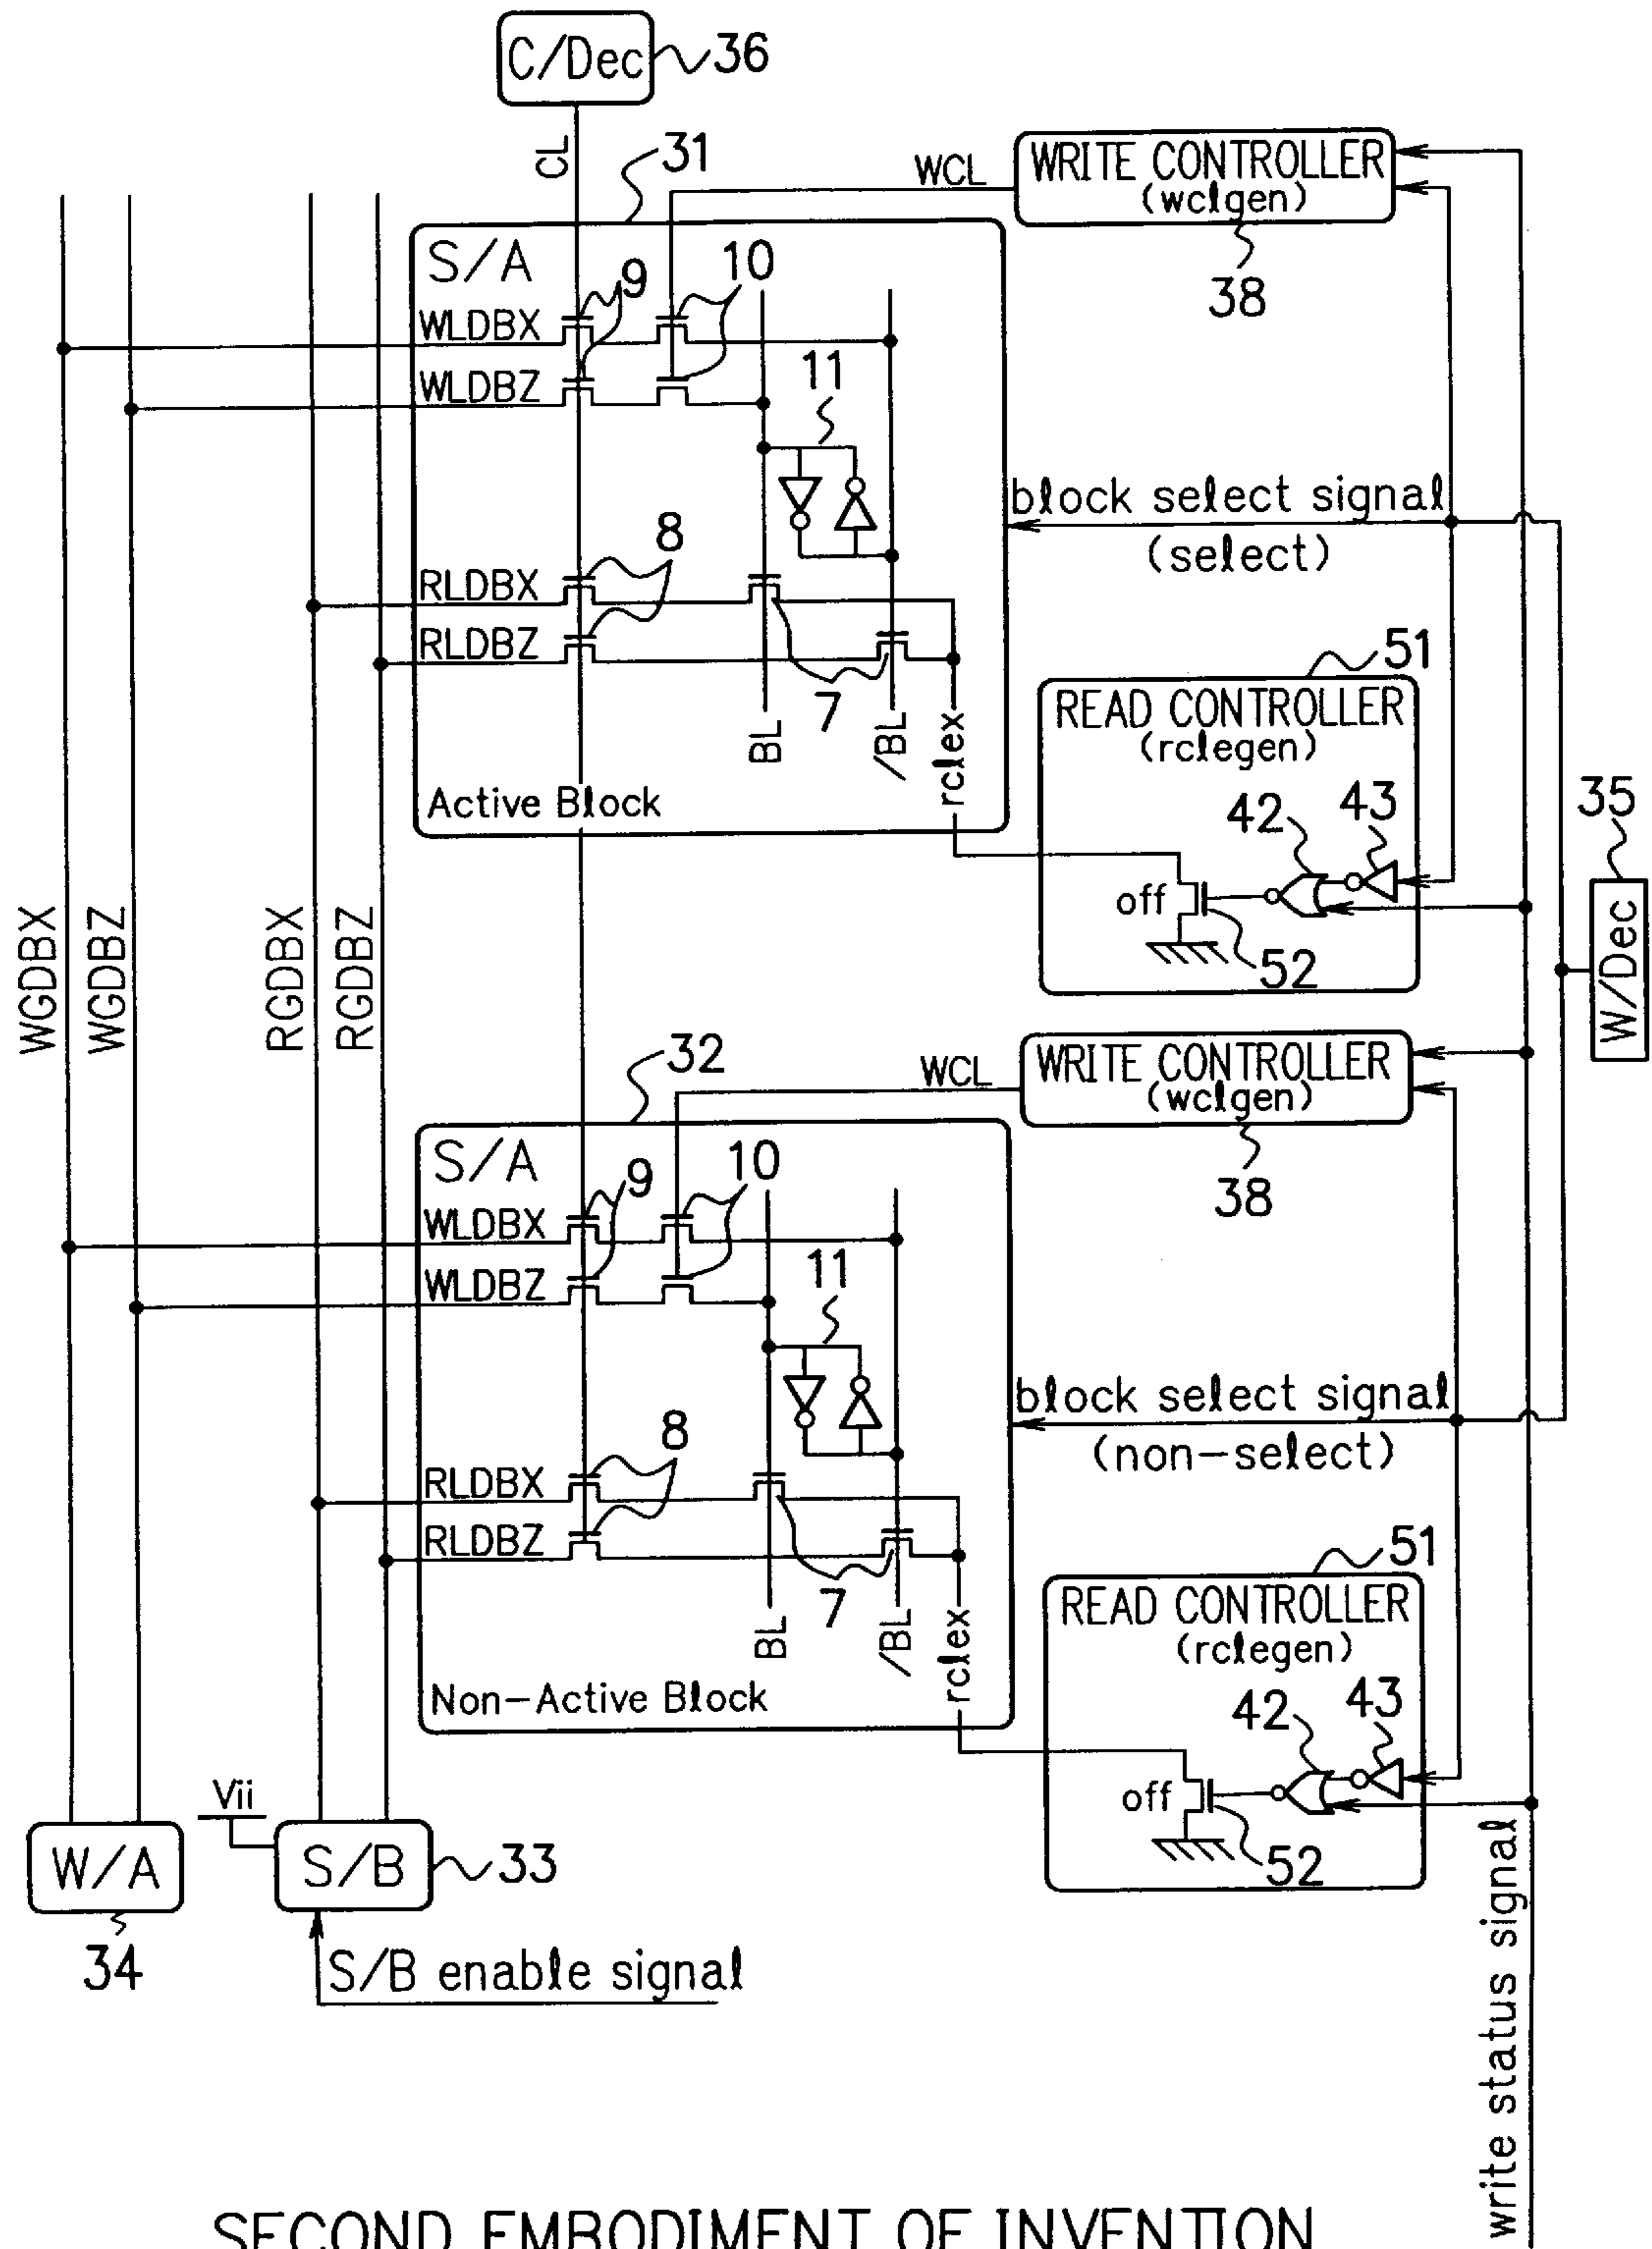 C/Dec
36
CL
31
WCL
WRITE CONTROLLER
(wclgen)
38
S/A
9
10
WLDBX
WLDBZ
11
block select signal
(select)
8
RLDBX
RLDBZ
7
BL
/BL
rclex
Active Block
51
READ CONTROLLER
(rclegen)
42
43
off
52
35
W/Dec
WGDBX
WGDBZ
RGDBX
RGDBZ
32
WCL
WRITE CONTROLLER
(wclgen)
38
S/A
9
10
WLDBX
WLDBZ
11
block select signal
(non-select)
8
RLDBX
RLDBZ
7
BL
/BL
rclex
Non-Active Block
51
READ CONTROLLER
(rclegen)
42
43
off
52
Vii
W/A
34
S/B
33
S/B enable signal
write status signal
SECOND EMBODIMENT OF INVENTION